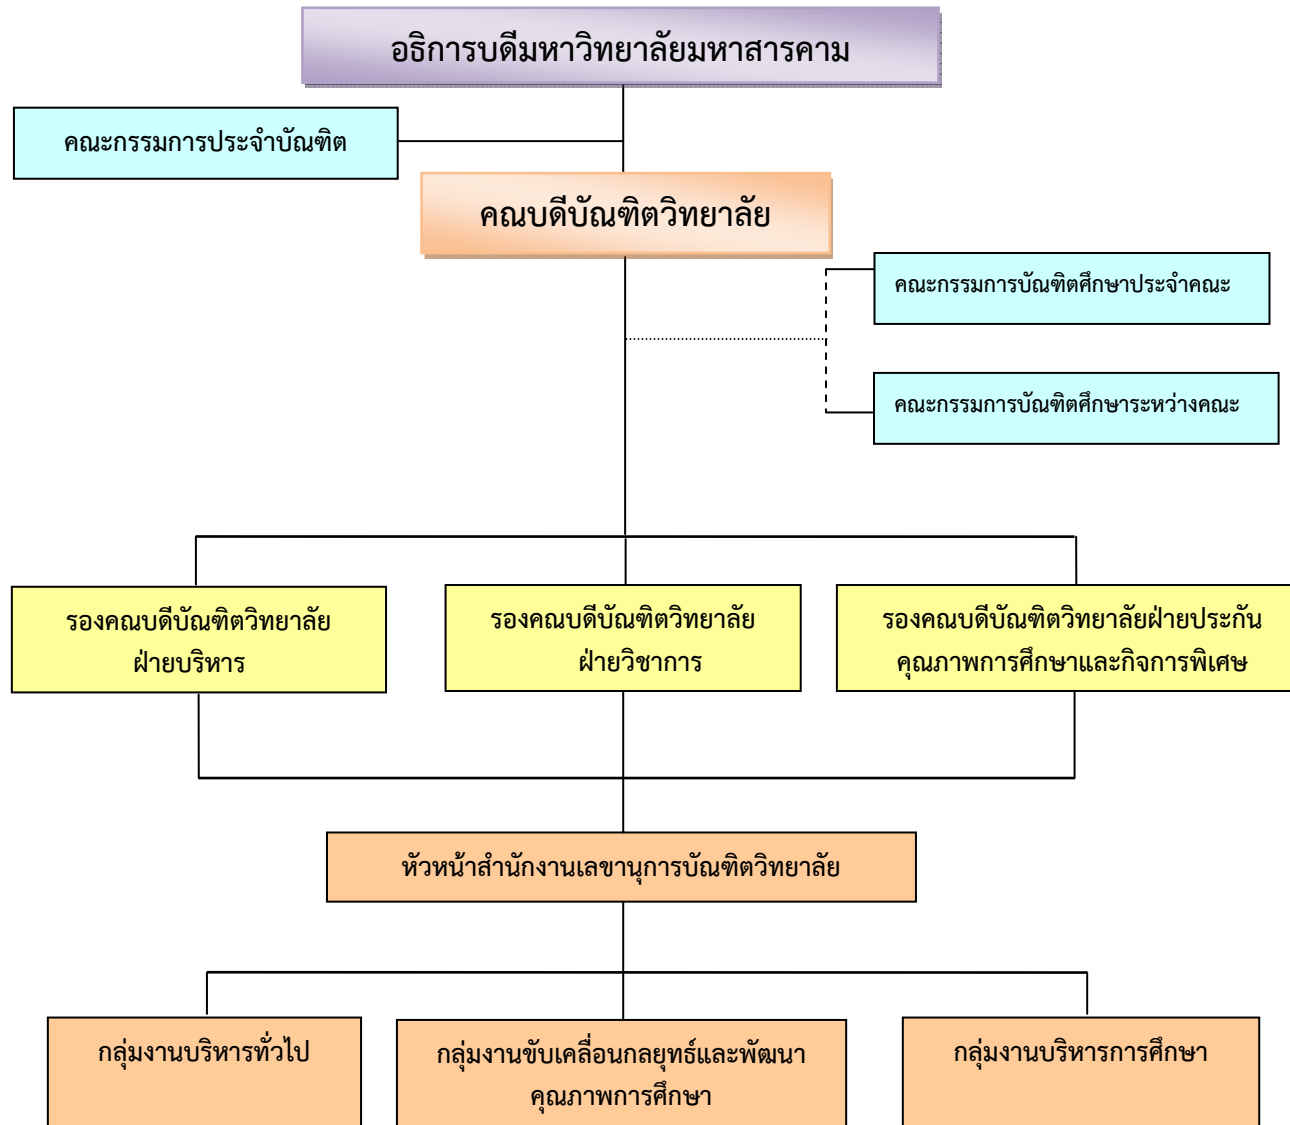 อธิการบดีมหาวิทยาลัยมหาสารคาม
คณะกรรมการประจำบัณฑิต
คณบดีบัณฑิตวิทยาลัย
คณะกรรมการบัณฑิตศึกษาประจำคณะ
คณะกรรมการบัณฑิตศึกษาระหว่างคณะ
รองคณบดีบัณฑิตวิทยาลัย
ฝ่ายบริหาร
รองคณบดีบัณฑิตวิทยาลัย
ฝ่ายวิชาการ
รองคณบดีบัณฑิตวิทยาลัยฝ่ายประกัน
คุณภาพการศึกษาและกิจการพิเศษ
หัวหน้าสำนักงานเลขานุการบัณฑิตวิทยาลัย
กลุ่มงานบริหารทั่วไป
กลุ่มงานขับเคลื่อนกลยุทธ์และพัฒนา
คุณภาพการศึกษา
กลุ่มงานบริหารการศึกษา